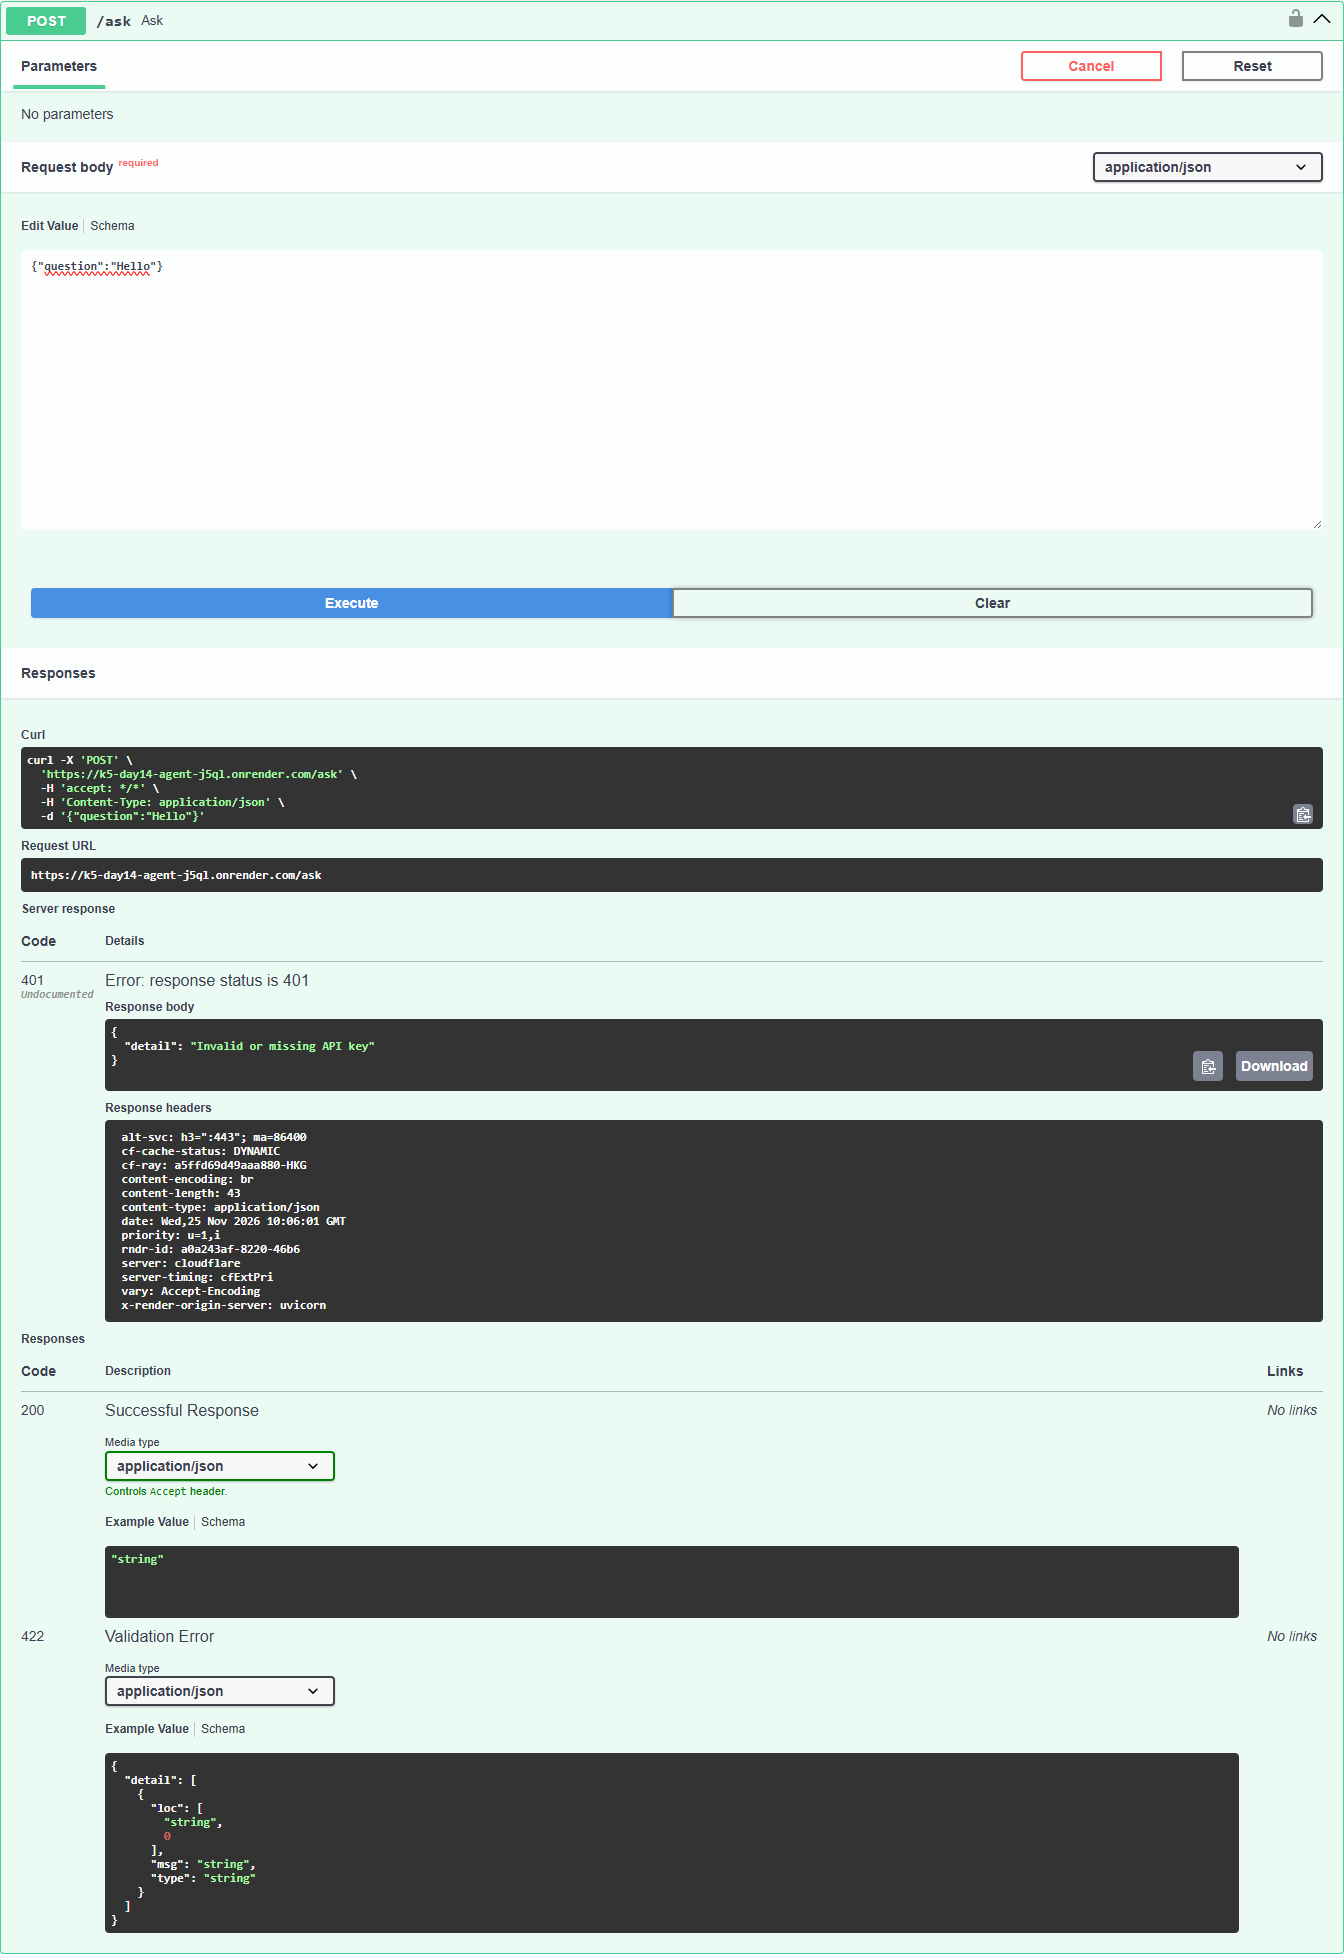 POST /ask Ask
Parameters
Cancel
Reset
No parameters
Request body required
application/json
Edit Value Schema
{"question":"Hello"}
Execute
Clear
Responses
Curl
curl -X 'POST' \
'https://k5-day14-agent-j5ql.onrender.com/ask' \
-H 'accept: */*' \
-H 'Content-Type: application/json' \
-d '{"question":"Hello"}'
Request URL
https://k5-day14-agent-j5ql.onrender.com/ask
Server response
Code Details
401 Error: response status is 401
Undocumented
Response body
{
"detail": "Invalid or missing API key"
}
Download
Response headers
alt-svc: h3=":443"; ma=86400
cf-cache-status: DYNAMIC
cf-ray: a5ffd69d49aaa880-HKG
content-encoding: br
content-length: 43
content-type: application/json
date: Wed,25 Nov 2026 10:06:01 GMT
priority: u=1,i
rndr-id: a0a243af-8220-46b6
server: cloudflare
server-timing: cfExtPri
vary: Accept-Encoding
x-render-origin-server: uvicorn
Responses
Code Description Links
200 Successful Response No links
Media type
application/json
Controls Accept header.
Example Value Schema
"string"
422 Validation Error No links
Media type
application/json
Example Value Schema
{
"detail": [
{
"loc": [
"string",
0
],
"msg": "string",
"type": "string"
}
]
}